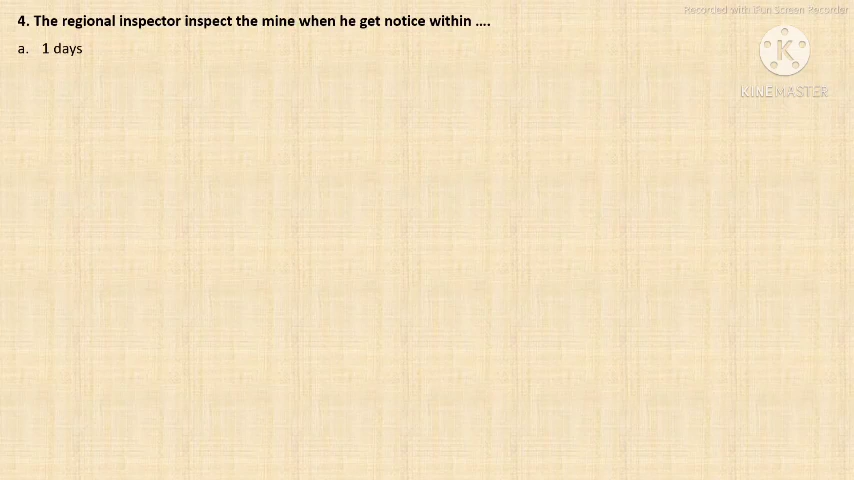 Recorded with iFun Screen Recorder
4. The regional inspector inspect the mine when he get notice within ....
a. 1 days
K
KINEMASTER